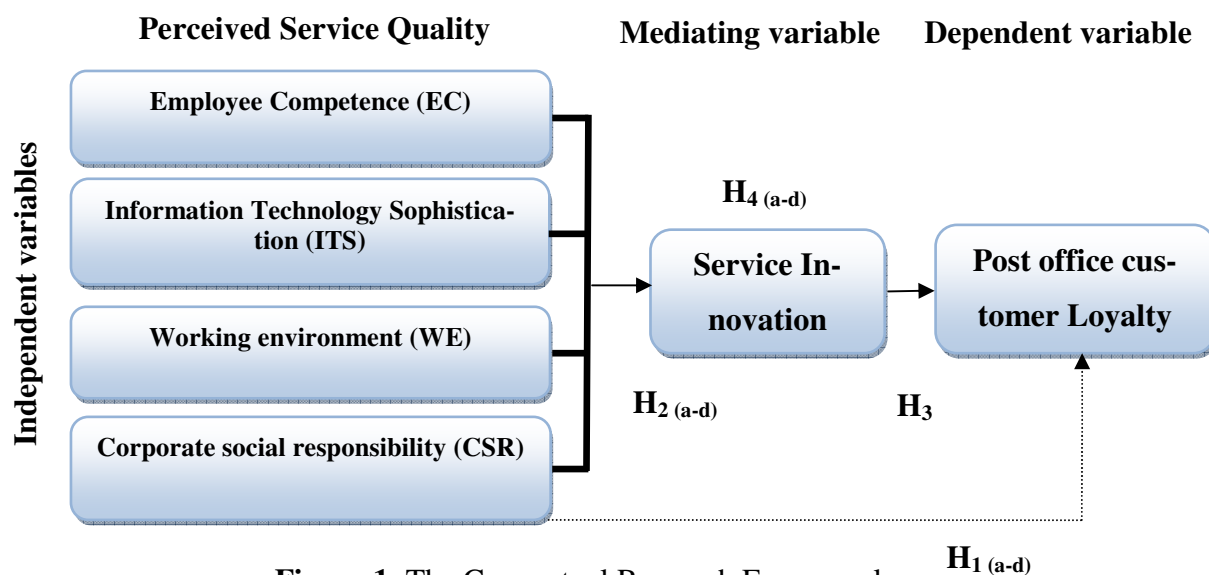 Perceived Service Quality
Mediating variable
Dependent variable
Independent variables
Employee Competence (EC)
Information Technology Sophistica-
tion (ITS)
Working environment (WE)
Corporate social responsibility (CSR)
H4 (a-d)
Service In-
novation
Post office cus-
tomer Loyalty
H2 (a-d)
H3
H1 (a-d)
Figure 1. The Conceptual Research Framework